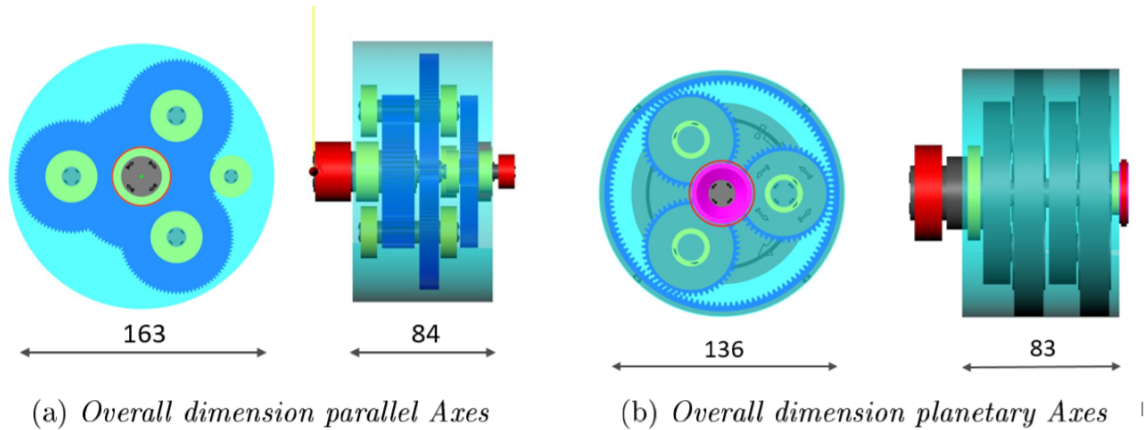 163
84
136
83
(a) Overall dimension parallel Axes
(b) Overall dimension planetary Axes